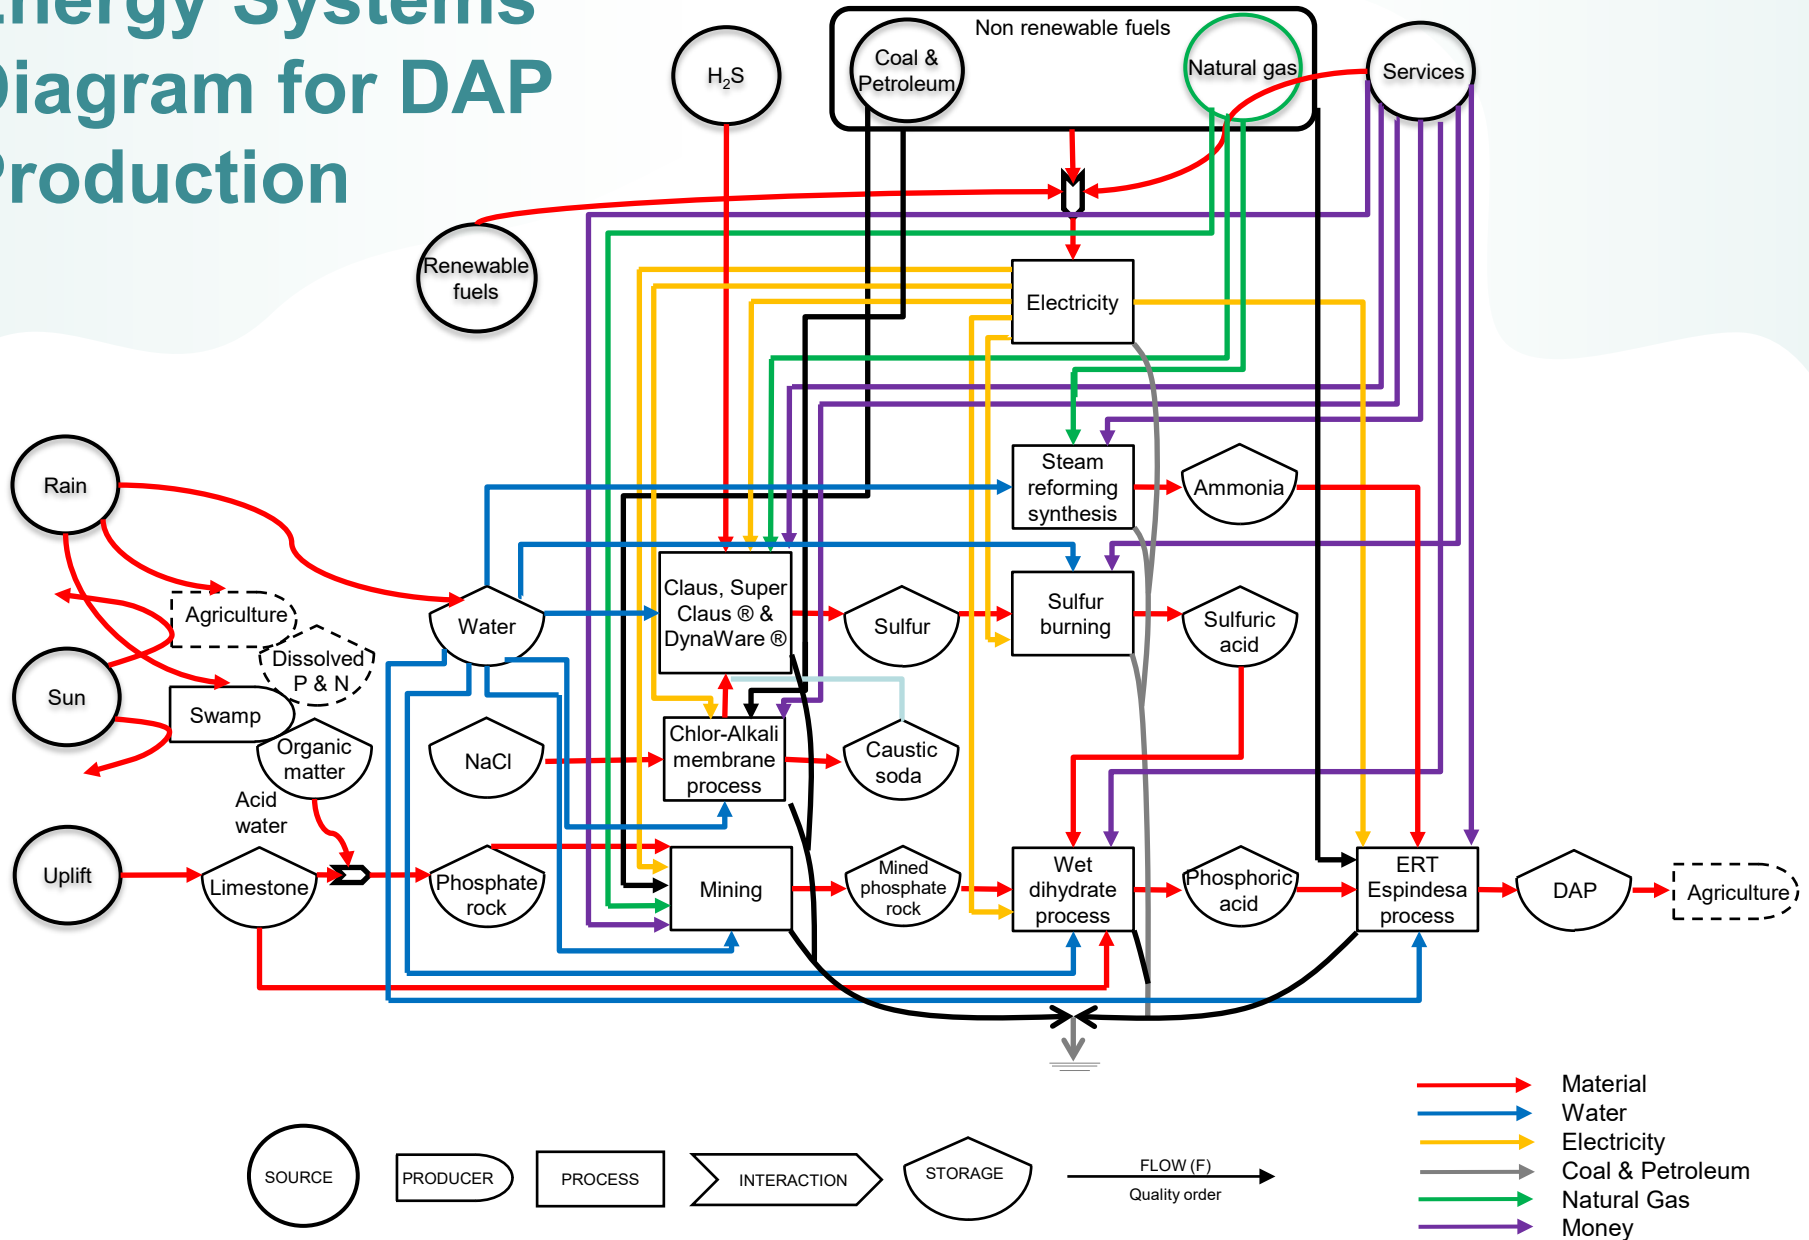 Energy Systems
Diagram for DAP
Production
Non renewable fuels
H₂S
Coal &
Petroleum
Natural gas
Services
Renewable
fuels
Electricity
Rain
Steam
reforming
synthesis
Ammonia
Agriculture
Water
Claus, Super
Claus ® &
DynaWare ®
Sulfur
Sulfur
burning
Sulfuric
acid
Dissolved
P & N
Sun
Swamp
Organic
matter
NaCl
Chlor-Alkali
membrane
process
Caustic
soda
Acid
water
Uplift
Limestone
Phosphate
rock
Mining
Mined
phosphate
rock
Wet
dihydrate
process
Phosphoric
acid
ERT
Espindesa
process
DAP
Agriculture
SOURCE
PRODUCER
PROCESS
INTERACTION
STORAGE
FLOW (F)
Quality order
Material
Water
Electricity
Coal & Petroleum
Natural Gas
Money